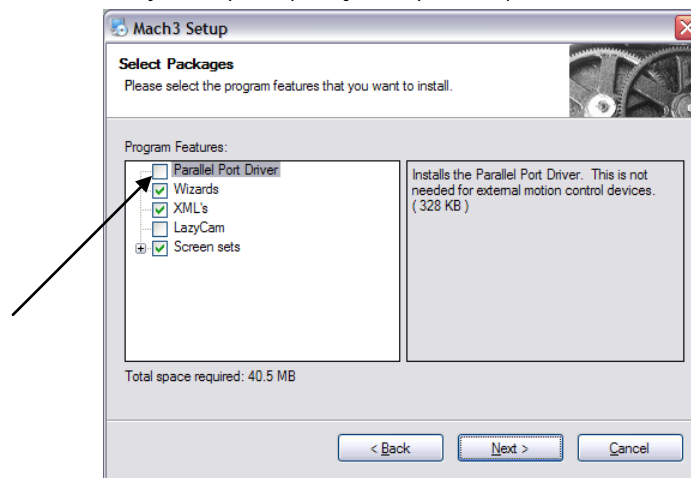 Mach3 Setup
Select Packages
Please select the program features that you want to install.
Program Features:
Parallel Port Driver
Wizards
XML's
LazyCam
Screen sets
Installs the Parallel Port Driver. This is not
needed for external motion control devices.
( 328 KB )
Total space required: 40.5 MB
< Back
Next >
Cancel